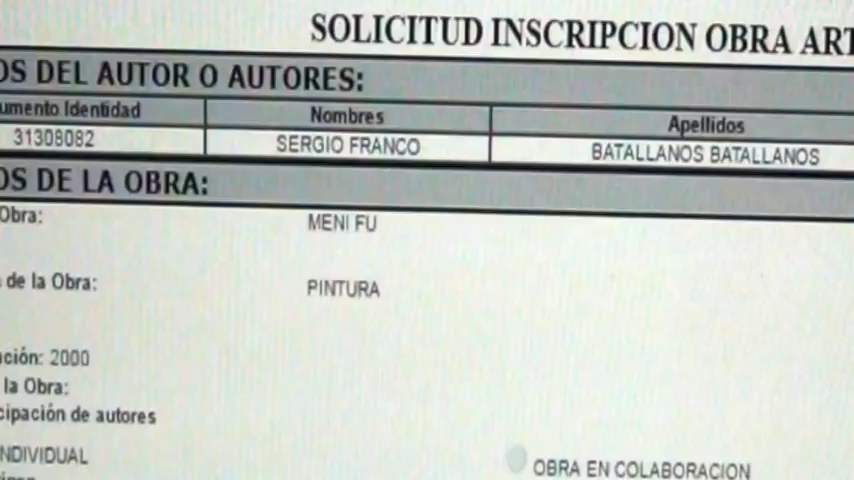 SOLICITUD INSCRIPCION OBRA ART
OS DEL AUTOR O AUTORES:
umento Identidad Nombres Apellidos
31308082 SERGIO FRANCO BATALLANOS BATALLANOS
OS DE LA OBRA:
Obra: MENI FU
de la Obra: PINTURA
ción: 2000
la Obra:
cipación de autores
NDIVIDUAL OBRA EN COLABORACION